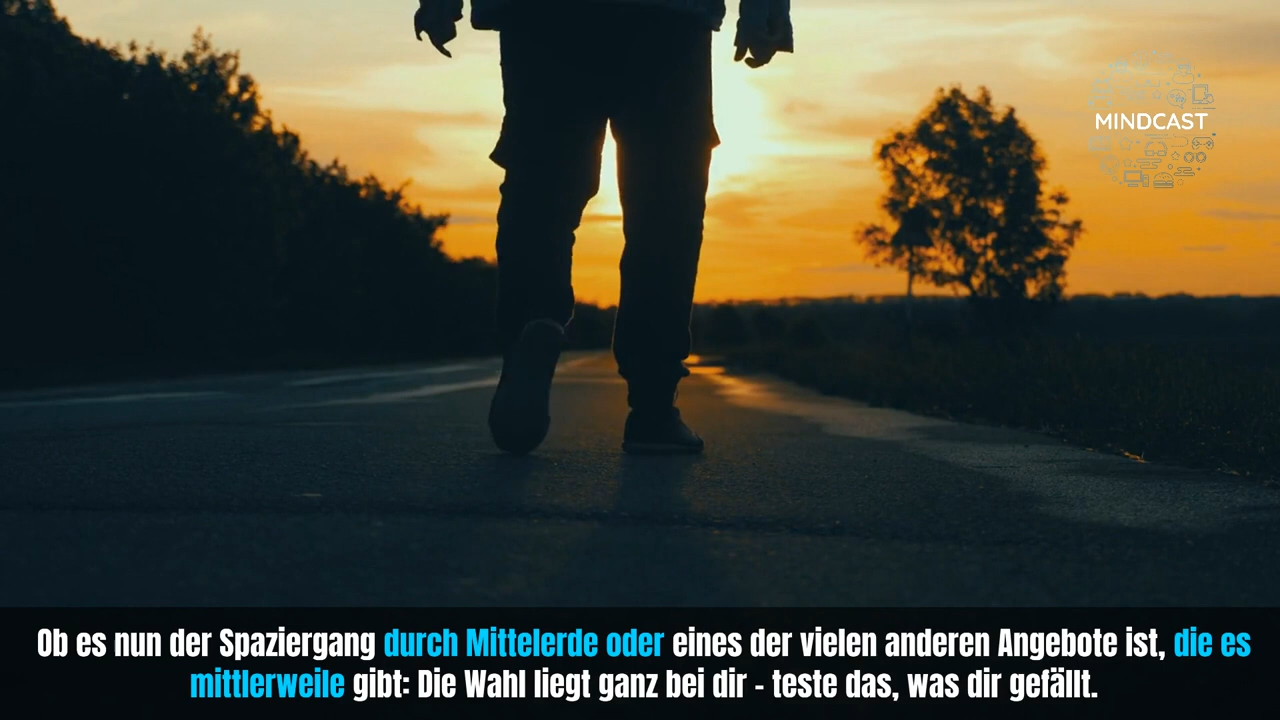 MINDCAST
Ob es nun der Spaziergang durch Mittelerde oder eines der vielen anderen Angebote ist, die es
mittlerweile gibt: Die Wahl liegt ganz bei dir - teste das, was dir gefällt.